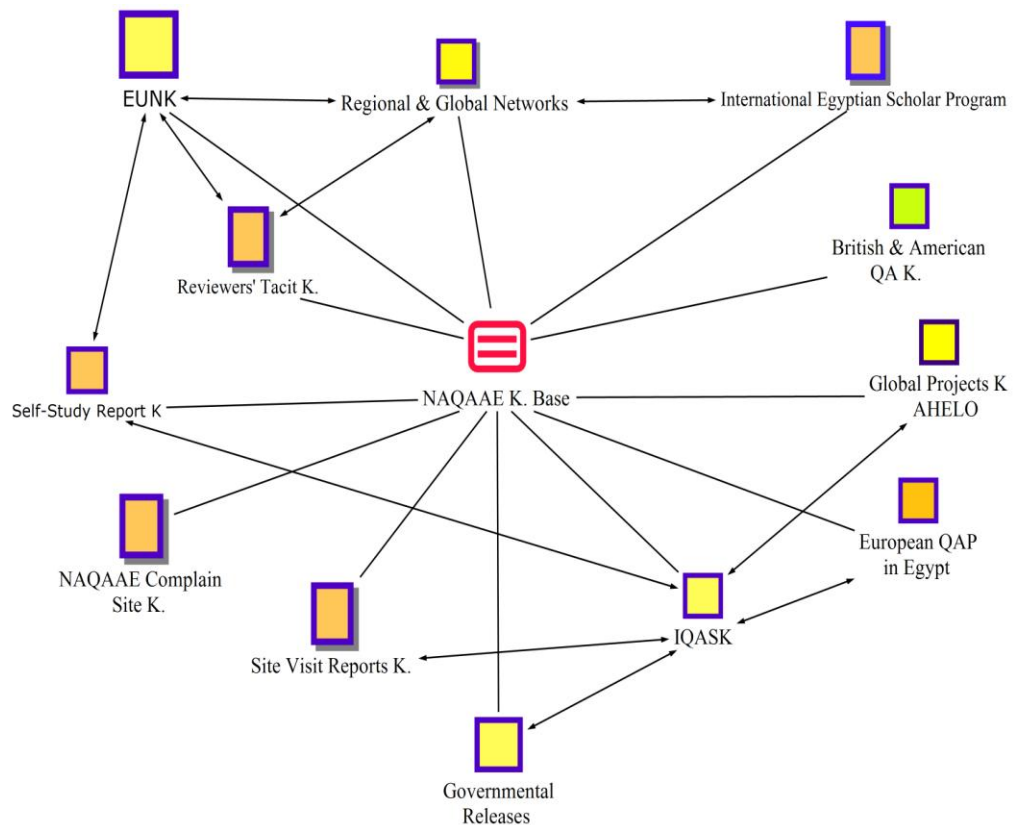 EUNK
Regional & Global Networks
International Egyptian Scholar Program
British & American
QA K.
Reviewers' Tacit K.
Global Projects K
AHELO
NAQAAE K. Base
Self-Study Report K
European QAP
in Egypt
NAQAAE Complain
Site K.
IQASK
Site Visit Reports K.
Governmental
Releases